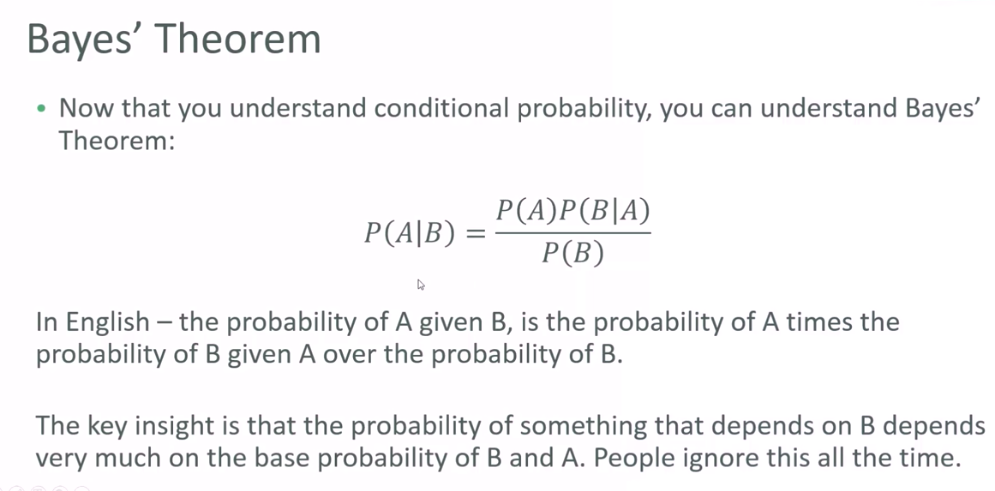 Bayes’ Theorem
• Now that you understand conditional probability, you can understand Bayes’
Theorem:
P(A|B) = P(A)P(B|A) / P(B)
In English – the probability of A given B, is the probability of A times the
probability of B given A over the probability of B.
The key insight is that the probability of something that depends on B depends
very much on the base probability of B and A. People ignore this all the time.